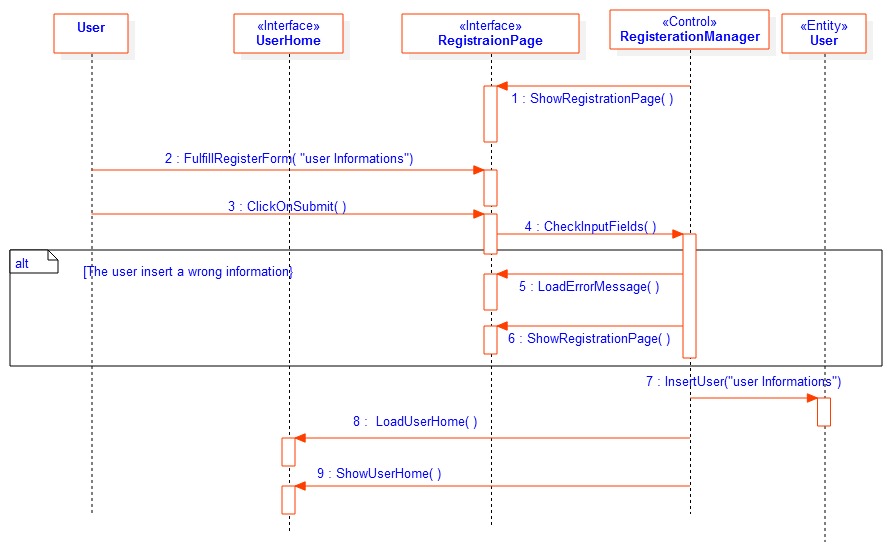 User
«Interface»
UserHome
«Interface»
RegistraionPage
«Control»
RegisterationManager
«Entity»
User
1 : ShowRegistrationPage( )
2 : FulfillRegisterForm( "user Informations")
3 : ClickOnSubmit( )
4 : CheckInputFields( )
alt
[The user insert a wrong information}
5 : LoadErrorMessage( )
6 : ShowRegistrationPage( )
7 : InsertUser("user Informations")
8 : LoadUserHome( )
9 : ShowUserHome( )